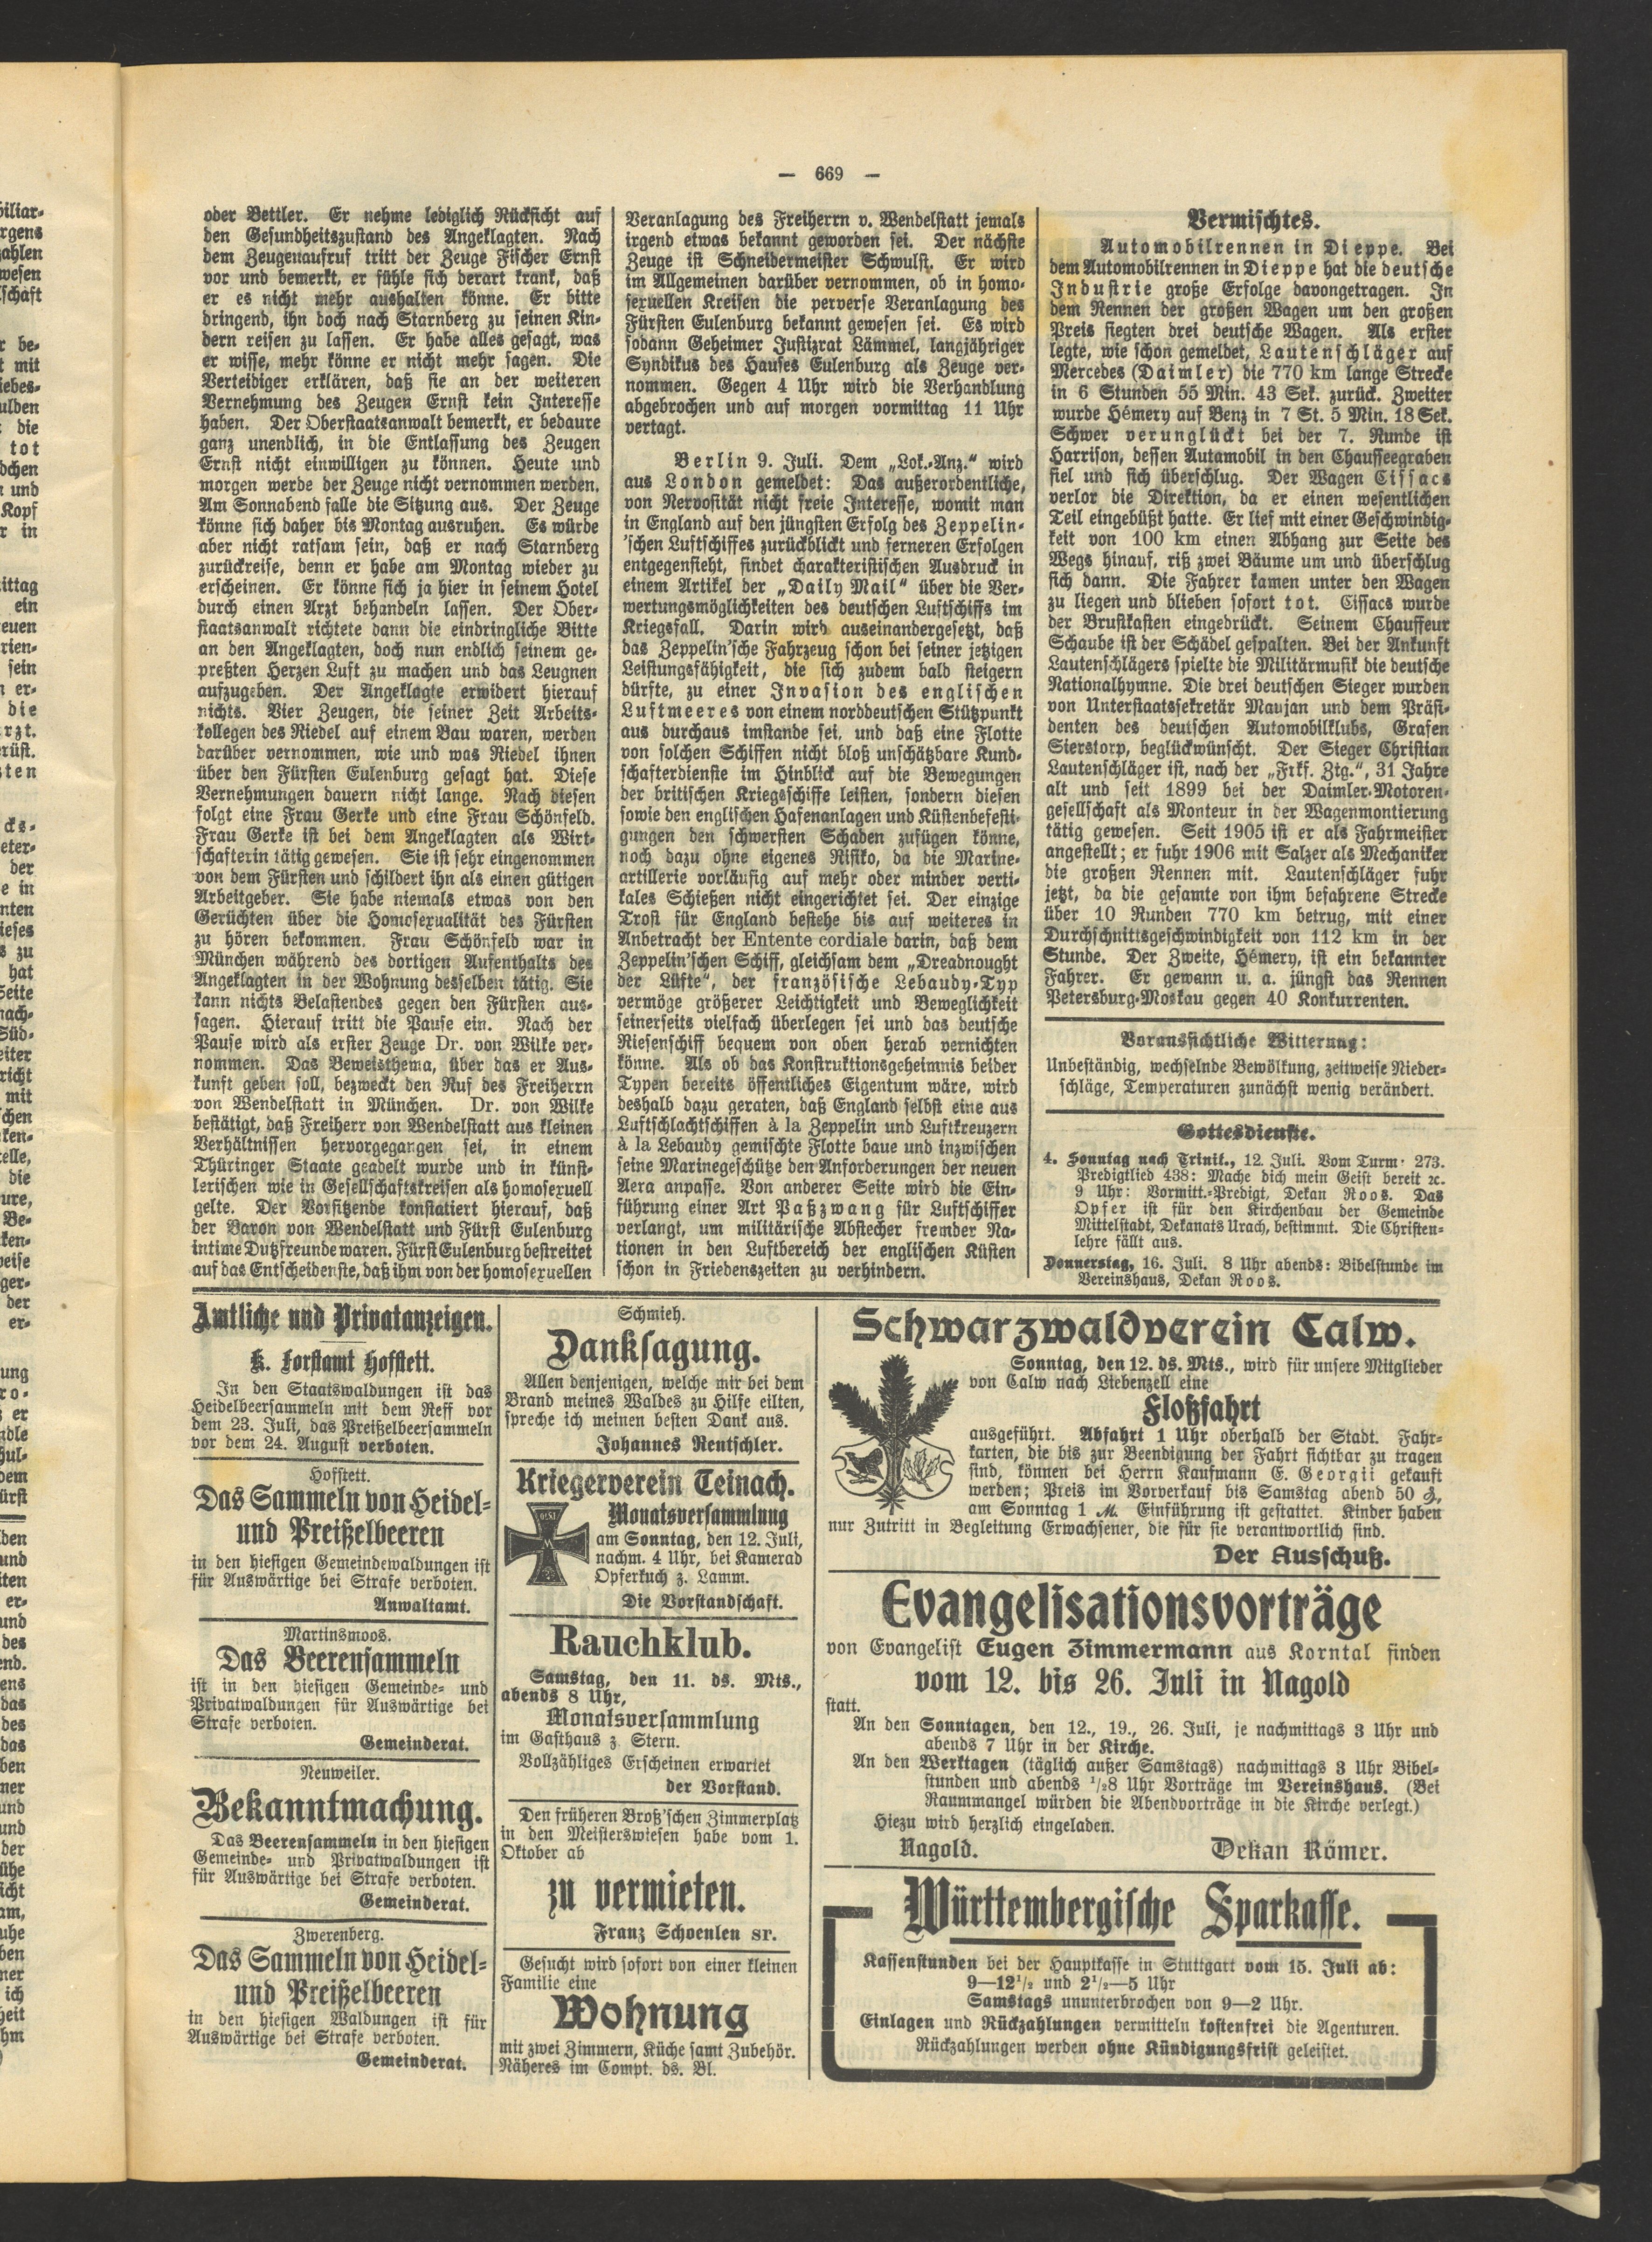 — 669 —
oder Bettler. Er nehme lediglich Rücksicht auf
den Gesundheitszustand des Angeklagten. Nach
dem Zeugenaufruf tritt der Zeuge Fischer Ernst
vor und bemerkt, er fühle sich derart krank, daß
er es nicht mehr aushalten könne. Er bitte
dringend, ihn doch nach Starnberg zu seinen Kin-
dern reisen zu lassen. Er habe alles gesagt, was
er wisse, mehr könne er nicht mehr sagen. Die
Verteidiger erklären, daß sie an der weiteren
Vernehmung des Zeugen Ernst kein Interesse
haben. Der Oberstaatsanwalt bemerkt, er bedaure
ganz unendlich, in die Entlassung des Zeugen
Ernst nicht einwilligen zu können. Heute und
morgen werde der Zeuge nicht vernommen werden.
Am Sonnabend falle die Sitzung aus. Der Zeuge
könne sich daher bis Montag ausruhen. Es würde
aber nicht ratsam sein, daß er nach Starnberg
zurückreise, denn er habe am Montag wieder zu
erscheinen. Er könne sich ja hier in seinem Hotel
durch einen Arzt behandeln lassen. Der Ober-
staatsanwalt richtete dann die eindringliche Bitte
an den Angeklagten, doch nun endlich seinem ge-
preßten Herzen Luft zu machen und das Leugnen
aufzugeben. Der Angeklagte erwidert hierauf
nichts. Vier Zeugen, die seiner Zeit Arbeits-
kollegen des Riedel auf einem Bau waren, werden
darüber vernommen, wie und was Riedel ihnen
über den Fürsten Eulenburg gesagt hat. Diese
Vernehmungen dauern nicht lange. Nach diesen
folgt eine Frau Gerke und eine Frau Schönfeld.
Frau Gerke ist bei dem Angeklagten als Wirt-
schafterin tätig gewesen. Sie ist sehr eingenommen
von dem Fürsten und schildert ihn als einen gütigen
Arbeitgeber. Sie habe niemals etwas von den
Gerüchten über die Homosexualität des Fürsten
zu hören bekommen. Frau Schönfeld war in
München während des dortigen Aufenthalts des
Angeklagten in der Wohnung desselben tätig. Sie
kann nichts Belastendes gegen den Fürsten aus-
sagen. Hierauf tritt die Pause ein. Nach der
Pause wird als erster Zeuge Dr. von Wilke ver-
nommen. Das Beweisthema, über das er Aus-
kunft geben soll, bezweckt den Ruf des Freiherrn
von Wendelstatt in München. Dr. von Wilke
bestätigt, daß Freiherr von Wendelstatt aus kleinen
Verhältnissen hervorgegangen sei, in einem
Thüringer Staate geadelt wurde und in künst-
lerischen wie in Gesellschaftskreisen als homosexuell
gelte. Der Vorsitzende konstatiert hierauf, daß
der Baron von Wendelstatt und Fürst Eulenburg
intime Dutzfreunde waren. Fürst Eulenburg bestreitet
auf das Entscheidenste, daß ihm von der homosexuellen
Veranlagung des Freiherrn v. Wendelstatt jemals
irgend etwas bekannt geworden sei. Der nächste
Zeuge ist Schneidermeister Schwulst. Er wird
im Allgemeinen darüber vernommen, ob in homo-
sexuellen Kreisen die perverse Veranlagung des
Fürsten Eulenburg bekannt gewesen sei. Es wird
sodann Geheimer Justizrat Lämmel, langjähriger
Syndikus des Hauses Eulenburg als Zeuge ver-
nommen. Gegen 4 Uhr wird die Verhandlung
abgebrochen und auf morgen vormittag 11 Uhr
vertagt.
Berlin 9. Juli. Dem „Lok.-Anz.“ wird
aus London gemeldet: Das außerordentliche,
von Nervosität nicht freie Interesse, womit man
in England auf den jüngsten Erfolg des Zeppelin-
'schen Luftschiffes zurückblickt und ferneren Erfolgen
entgegensieht, findet charakteristischen Ausdruck in
einem Artikel der „Daily Mail“ über die Ver-
wertungsmöglichkeiten des deutschen Luftschiffs im
Kriegsfall. Darin wird auseinandergesetzt, daß
das Zeppelin'sche Fahrzeug schon bei seiner jetzigen
Leistungsfähigkeit, die sich zudem bald steigern
dürfte, zu einer Invasion des englischen
Luftmeeres von einem norddeutschen Stützpunkt
aus durchaus imstande sei, und daß eine Flotte
von solchen Schiffen nicht bloß unschätzbare Kund-
schafterdienste im Hinblick auf die Bewegungen
der britischen Kriegsschiffe leisten, sondern diesen
sowie den englischen Hafenanlagen und Küstenbefesti-
gungen den schwersten Schaden zufügen könne,
noch dazu ohne eigenes Risiko, da die Marine-
artillerie vorläufig auf mehr oder minder verti-
kales Schießen nicht eingerichtet sei. Der einzige
Trost für England bestehe bis auf weiteres in
Anbetracht der Entente cordiale darin, daß dem
Zeppelin'schen Schiff, gleichsam dem „Dreadnought
der Lüfte“, der französische Lebaudy-Typ
vermöge größerer Leichtigkeit und Beweglichkeit
seinerseits vielfach überlegen sei und das deutsche
Riesenschiff bequem von oben herab vernichten
könne. Als ob das Konstruktionsgeheimnis beider
Typen bereits öffentliches Eigentum wäre, wird
deshalb dazu geraten, daß England selbst eine aus
Luftschlachtschiffen à la Zeppelin und Luftkreuzern
à la Lebaudy gemischte Flotte baue und inzwischen
seine Marinegeschütze den Anforderungen der neuen
Aera anpasse. Von anderer Seite wird die Ein-
führung einer Art Paßzwang für Luftschiffer
verlangt, um militärische Abstecher fremder Na-
tionen in den Luftbereich der englischen Küsten
schon in Friedenszeiten zu verhindern.
Vermischtes.
Automobilrennen in Dieppe. Bei
dem Automobilrennen in Dieppe hat die deutsche
Industrie große Erfolge davongetragen. In
dem Rennen der großen Wagen um den großen
Preis siegten drei deutsche Wagen. Als erster
legte, wie schon gemeldet, Lautenschläger auf
Mercedes (Daimler) die 770 km lange Strecke
in 6 Stunden 55 Min. 43 Sek. zurück. Zweiter
wurde Hémery auf Benz in 7 St. 5 Min. 18 Sek.
Schwer verunglückt bei der 7. Runde ist
Harrison, dessen Automobil in den Chausseegraben
fiel und sich überschlug. Der Wagen Cissacs
verlor die Direktion, da er einen wesentlichen
Teil eingebüßt hatte. Er lief mit einer Geschwindig-
keit von 100 km einen Abhang zur Seite des
Wegs hinauf, riß zwei Bäume um und überschlug
sich dann. Die Fahrer kamen unter den Wagen
zu liegen und blieben sofort tot. Cissacs wurde
der Brustkasten eingedrückt. Seinem Chauffeur
Schaube ist der Schädel gespalten. Bei der Ankunft
Lautenschlägers spielte die Militärmusik die deutsche
Nationalhymne. Die drei deutschen Sieger wurden
von Unterstaatssekretär Maujan und dem Präsi-
denten des deutschen Automobilklubs, Grafen
Sierstorp, beglückwünscht. Der Sieger Christian
Lautenschläger ist, nach der „Frkf. Ztg.“, 31 Jahre
alt und seit 1899 bei der Daimler-Motoren-
gesellschaft als Monteur in der Wagenmontierung
tätig gewesen. Seit 1905 ist er als Fahrmeister
angestellt; er fuhr 1906 mit Salzer als Mechaniker
die großen Rennen mit. Lautenschläger fuhr
jetzt, da die gesamte von ihm befahrene Strecke
über 10 Runden 770 km betrug, mit einer
Durchschnittsgeschwindigkeit von 112 km in der
Stunde. Der Zweite, Hémery, ist ein bekannter
Fahrer. Er gewann u. a. jüngst das Rennen
Petersburg-Moskau gegen 40 Konkurrenten.
Voraussichtliche Witterung:
Unbeständig, wechselnde Bewölkung, zeitweise Nieder-
schläge, Temperaturen zunächst wenig verändert.
Gottesdienste.
4. Sonntag nach Trinit., 12. Juli. Vom Turm: 273.
Predigtlied 438: Mache dich mein Geist bereit ꝛc.
9 Uhr: Vormitt.-Predigt, Dekan Roos. Das
Opfer ist für den Kirchenbau der Gemeinde
Mittelstadt, Dekanats Urach, bestimmt. Die Christen-
lehre fällt aus.
Donnerstag, 16. Juli. 8 Uhr abends: Bibelstunde im
Vereinshaus, Dekan Roos.
Amtliche und Privatanzeigen.
K. Forstamt Hofstett.
In den Staatswaldungen ist das
Heidelbeersammeln mit dem Reff vor
dem 23. Juli, das Preißelbeersammeln
vor dem 24. August verboten.
Hofstett.
Das Sammeln von Heidel-
und Preißelbeeren
in den hiesigen Gemeindewaldungen ist
für Auswärtige bei Strafe verboten.
Anwaltamt.
Martinsmoos.
Das Beerensammeln
ist in den hiesigen Gemeinde- und
Privatwaldungen für Auswärtige bei
Strafe verboten.
Gemeinderat.
Neuweiler.
Bekanntmachung.
Das Beerensammeln in den hiesigen
Gemeinde- und Privatwaldungen ist
für Auswärtige bei Strafe verboten.
Gemeinderat.
Zwerenberg.
Das Sammeln von Heidel-
und Preißelbeeren
in den hiesigen Waldungen ist für
Auswärtige bei Strafe verboten.
Gemeinderat.
Schmieh.
Danksagung.
Allen denjenigen, welche mir bei dem
Brand meines Waldes zu Hilfe eilten,
spreche ich meinen besten Dank aus.
Johannes Rentschler.
Kriegerverein Teinach.
Monatsversammlung
am Sonntag, den 12. Juli,
nachm. 4 Uhr, bei Kamerad
Opferkuch z. Lamm.
Die Vorstandschaft.
Rauchklub.
Samstag, den 11. ds. Mts.,
abends 8 Uhr,
Monatsversammlung
im Gasthaus z. Stern.
Vollzähliges Erscheinen erwartet
der Vorstand.
Den früheren Broß'schen Zimmerplatz
in den Meisterswiesen habe vom 1.
Oktober ab
zu vermieten.
Franz Schoenlen sr.
Gesucht wird sofort von einer kleinen
Familie eine
Wohnung
mit zwei Zimmern, Küche samt Zubehör.
Näheres im Compt. ds. Bl.
Schwarzwaldverein Calw.
Sonntag, den 12. ds. Mts., wird für unsere Mitglieder
von Calw nach Liebenzell eine
Floßfahrt
ausgeführt. Abfahrt 1 Uhr oberhalb der Stadt. Fahr-
karten, die bis zur Beendigung der Fahrt sichtbar zu tragen
sind, können bei Herrn Kaufmann E. Georgii gekauft
werden; Preis im Vorverkauf bis Samstag abend 50 ₰,
am Sonntag 1 ℳ. Einführung ist gestattet. Kinder haben
nur Zutritt in Begleitung Erwachsener, die für sie verantwortlich sind.
Der Ausschuß.
Evangelisationsvorträge
von Evangelist Eugen Zimmermann aus Korntal finden
vom 12. bis 26. Juli in Nagold
statt.
An den Sonntagen, den 12., 19., 26. Juli, je nachmittags 3 Uhr und
abends 7 Uhr in der Kirche.
An den Werktagen (täglich außer Samstags) nachmittags 3 Uhr Bibel-
stunden und abends ½8 Uhr Vorträge im Vereinshaus. (Bei
Raummangel würden die Abendvorträge in die Kirche verlegt.)
Hiezu wird herzlich eingeladen.
Nagold. Dekan Römer.
Württembergische Sparkasse.
Kassenstunden bei der Hauptkasse in Stuttgart vom 15. Juli ab:
9—12½ und 2½—5 Uhr
Samstags ununterbrochen von 9—2 Uhr.
Einlagen und Rückzahlungen vermitteln kostenfrei die Agenturen.
Rückzahlungen werden ohne Kündigungsfrist geleistet.